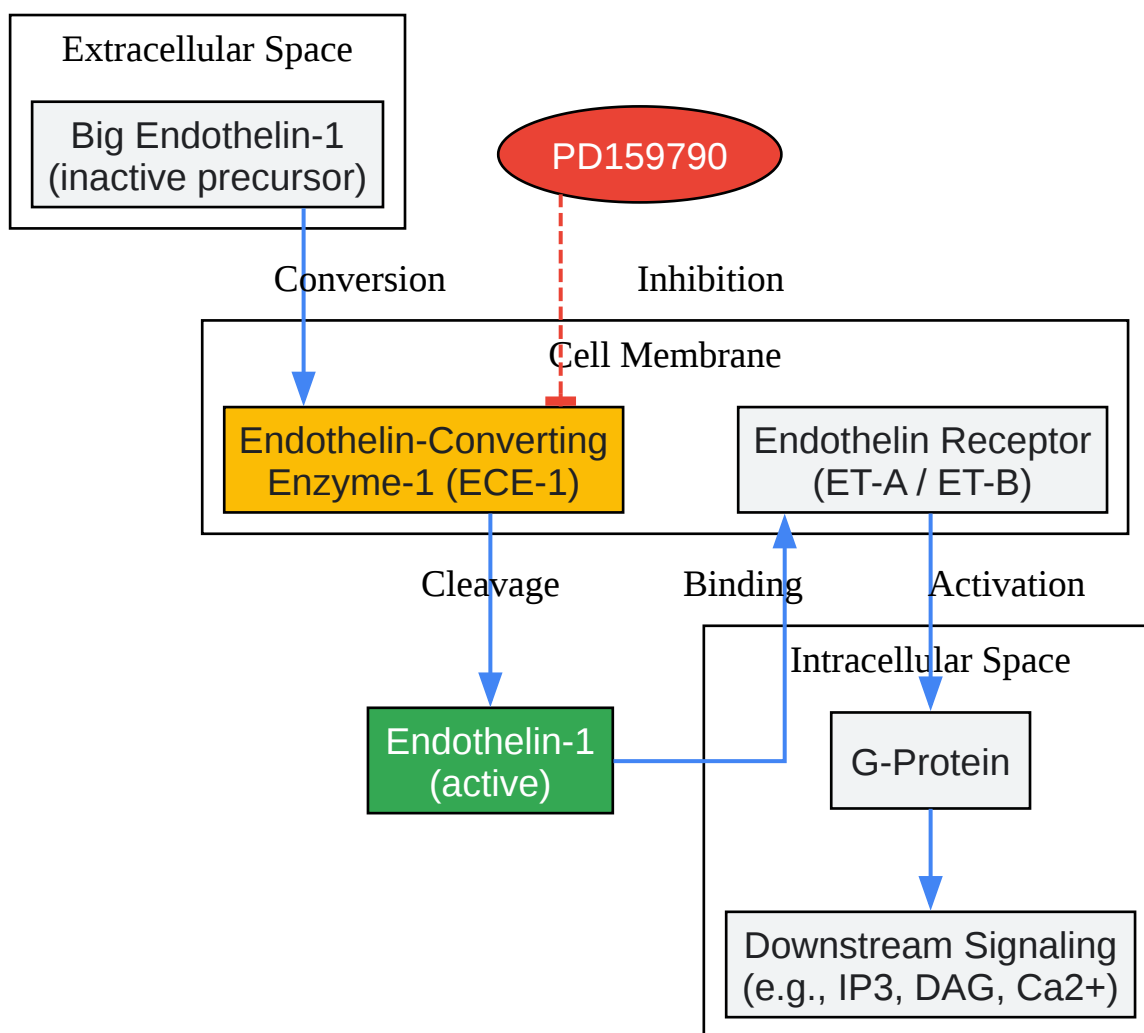 Extracellular Space
Big Endothelin-1
(inactive precursor)
PD159790
Conversion
Inhibition
Cell Membrane
Endothelin-Converting
Enzyme-1 (ECE-1)
Endothelin Receptor
(ET-A / ET-B)
Cleavage
Binding
Activation
Intracellular Space
Endothelin-1
(active)
G-Protein
Downstream Signaling
(e.g., IP3, DAG, Ca2+)